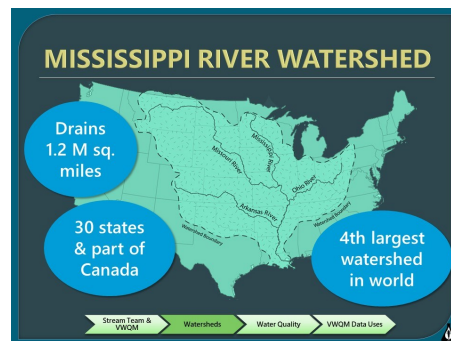 MISSISSIPPI RIVER WATERSHED
Drains
1.2 M sq.
miles
Missouri River
Mississippi River
Ohio River
Arkansas River
Watershed Boundary
Watershed Boundary
30 states
& part of
Canada
4th largest
watershed
in world
Stream Team &
VWQM
Watersheds
Water Quality
VWQM Data Uses